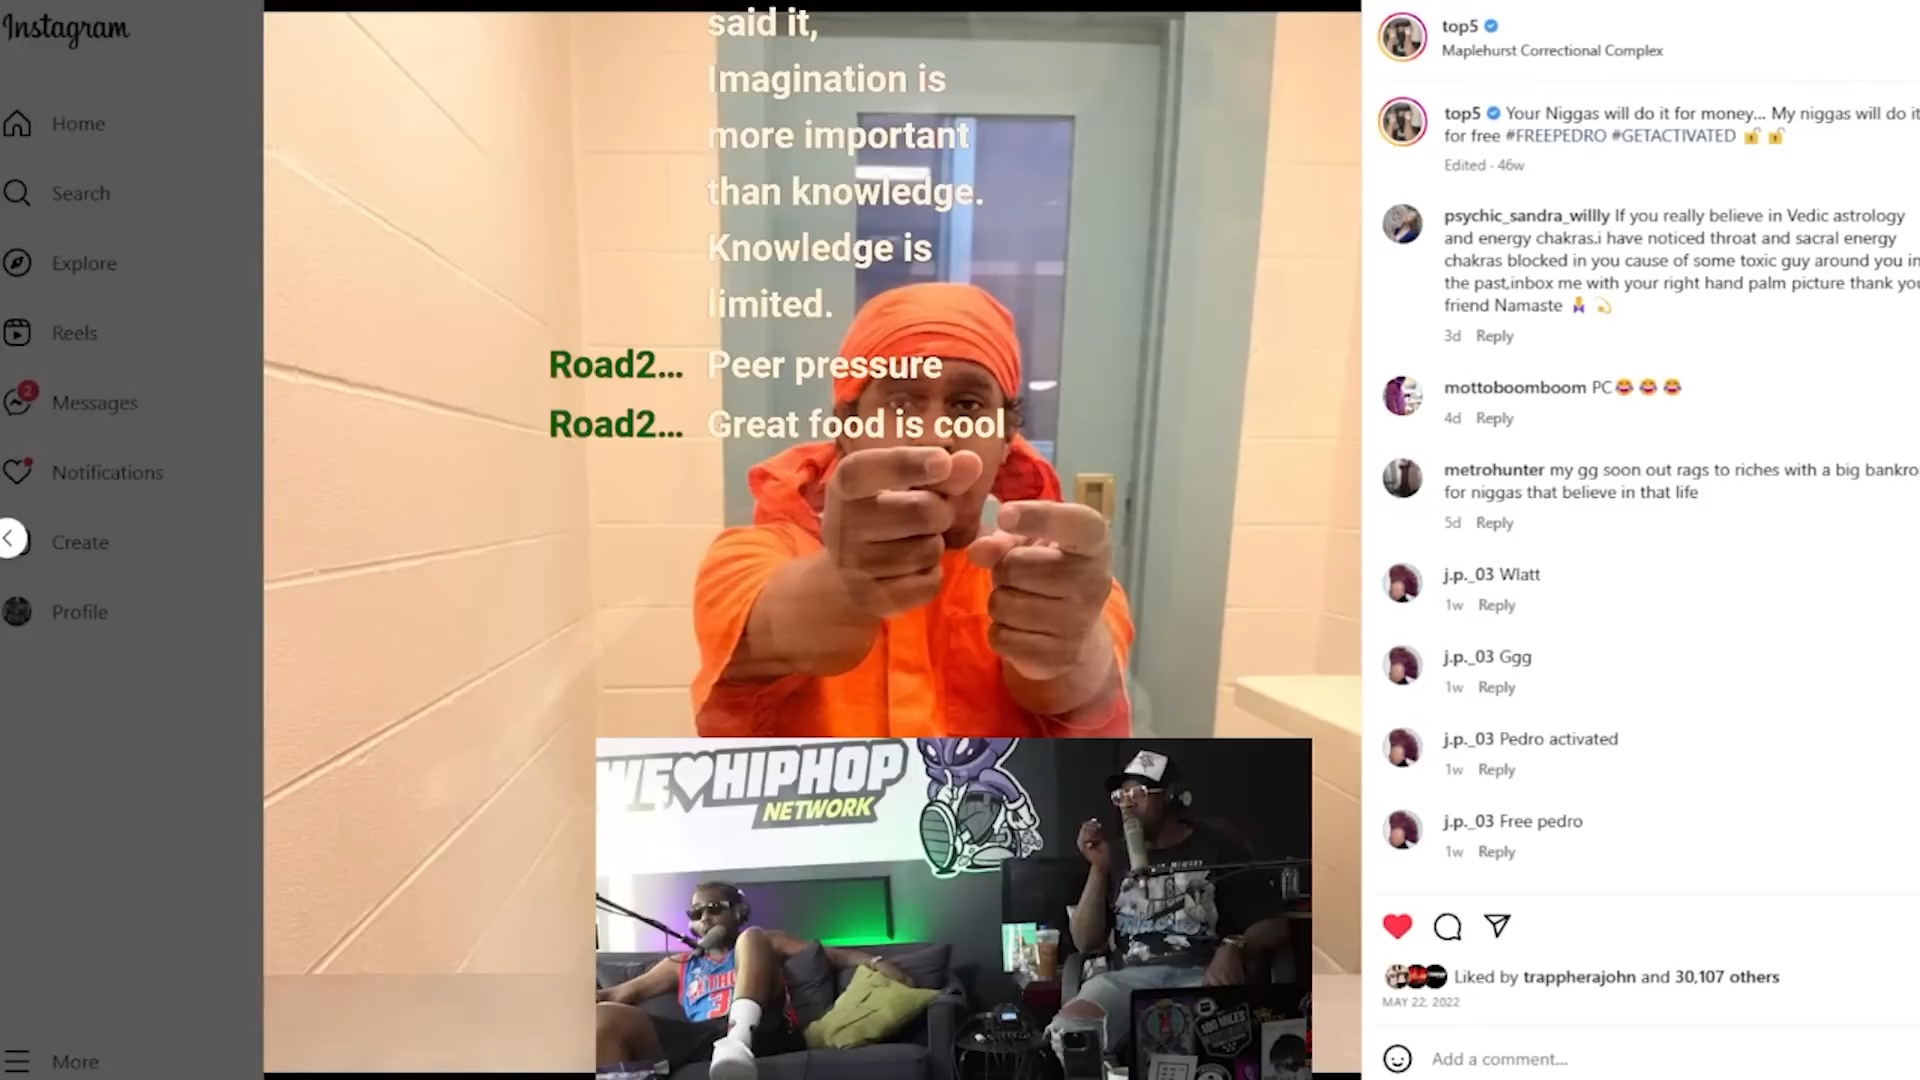 Instagram
Home
Search
Explore
Reels
2
Messages
Notifications
Create
Profile
More
said it,
Imagination is
more important
than knowledge.
Knowledge is
limited.
Road2... Peer pressure
Road2... Great food is cool
WE HIPHOP
NETWORK
100 MILES
top5
Maplehurst Correctional Complex
top5 Your Niggas will do it for money... My niggas will do it
for free #FREEPEDRO #GETACTIVATED
Edited · 46w
psychic_sandra_willly If you really believe in Vedic astrology
and energy chakras.i have noticed throat and sacral energy
chakras blocked in you cause of some toxic guy around you in
the past,inbox me with your right hand palm picture thank you
friend Namaste
3d Reply
mottoboomboom PC
4d Reply
metrohunter my gg soon out rags to riches with a big bankro
for niggas that believe in that life
5d Reply
j.p._03 Wlatt
1w Reply
j.p._03 Ggg
1w Reply
j.p._03 Pedro activated
1w Reply
j.p._03 Free pedro
1w Reply
Liked by trappherajohn and 30,107 others
MAY 22, 2022
Add a comment...